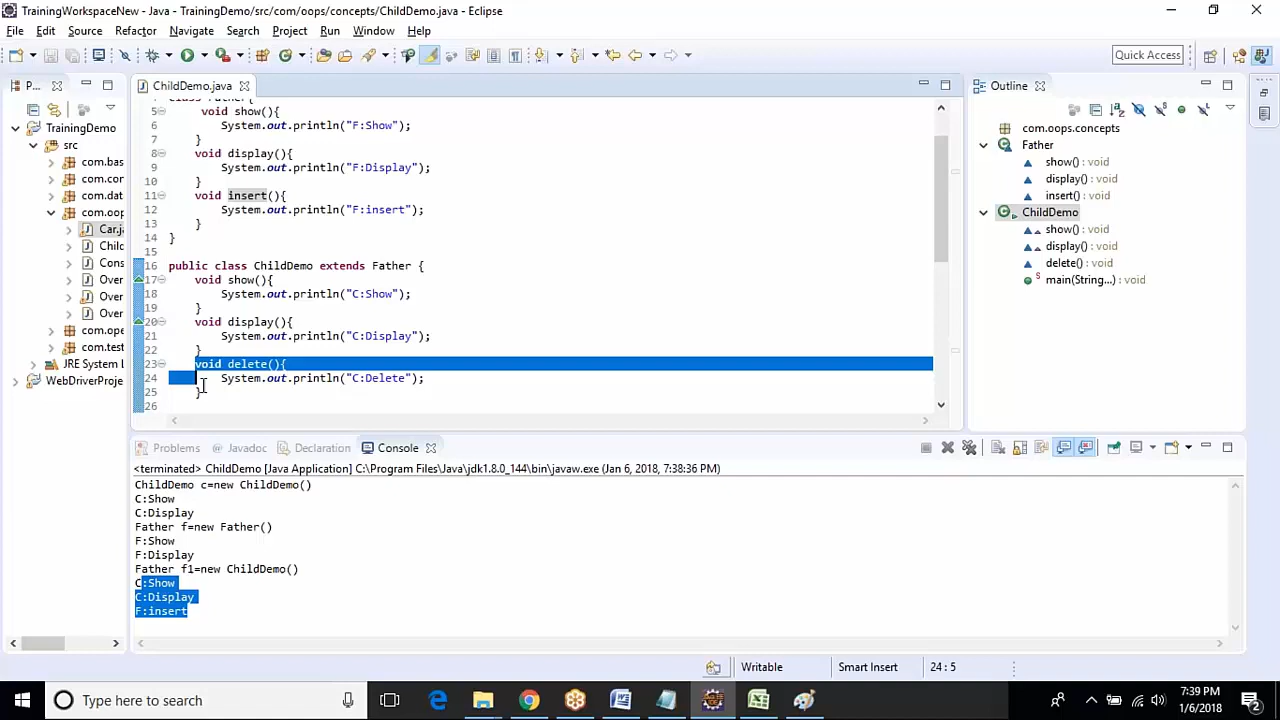 TrainingWorkspaceNew - Java - TrainingDemo/src/com/oops/concepts/ChildDemo.java - Eclipse
File Edit Source Refactor Navigate Search Project Run Window Help
Quick Access
P...
ChildDemo.java
Outline
TrainingDemo
src
com.bas
com.con
com.dat
com.oop
Car.ja
Child
Cons
Over
Over
Over
com.ope
com.test
JRE System L
WebDriverProje
5 void show(){
6 System.out.println("F:Show");
7 }
8 void display(){
9 System.out.println("F:Display");
10 }
11 void insert(){
12 System.out.println("F:insert");
13 }
14 }
15
16 public class ChildDemo extends Father {
17 void show(){
18 System.out.println("C:Show");
19 }
20 void display(){
21 System.out.println("C:Display");
22 }
23 void delete(){
24 System.out.println("C:Delete");
25 }
26
com.oops.concepts
Father
show() : void
display() : void
insert() : void
ChildDemo
show() : void
display() : void
delete() : void
main(String...) : void
Problems Javadoc Declaration Console
<terminated> ChildDemo [Java Application] C:\Program Files\Java\jdk1.8.0_144\bin\javaw.exe (Jan 6, 2018, 7:38:36 PM)
ChildDemo c=new ChildDemo()
C:Show
C:Display
Father f=new Father()
F:Show
F:Display
Father f1=new ChildDemo()
C:Show
C:Display
F:insert
Writable Smart Insert 24 : 5
Type here to search
7:39 PM
1/6/2018
2